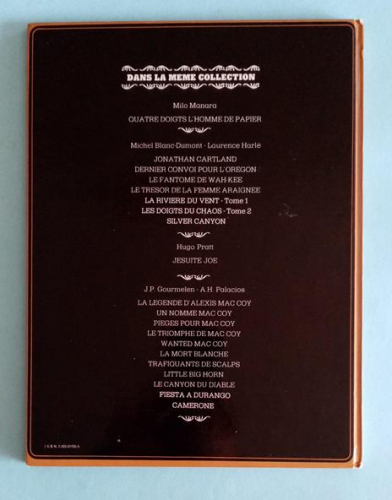 DANS LA MEME COLLECTION
Milo Manara
QUATRE DOIGTS L'HOMME DE PAPIER
Michel Blanc-Dumont - Laurence Harlé
JONATHAN CARTLAND
DERNIER CONVOI POUR L'OREGON
LE FANTOME DE WAH-KEE
LE TRESOR DE LA FEMME ARAIGNEE
LA RIVIERE DU VENT - Tome 1
LES DOIGTS DU CHAOS - Tome 2
SILVER CANYON
Hugo Pratt
JESUITE JOE
J.P. Gourmelen - A.H. Palacios
LA LEGENDE D'ALEXIS MAC COY
UN NOMME MAC COY
PIEGES POUR MAC COY
LE TRIOMPHE DE MAC COY
WANTED MAC COY
LA MORT BLANCHE
TRAFIQUANTS DE SCALPS
LITTLE BIG HORN
LE CANYON DU DIABLE
FIESTA A DURANGO
CAMERONE